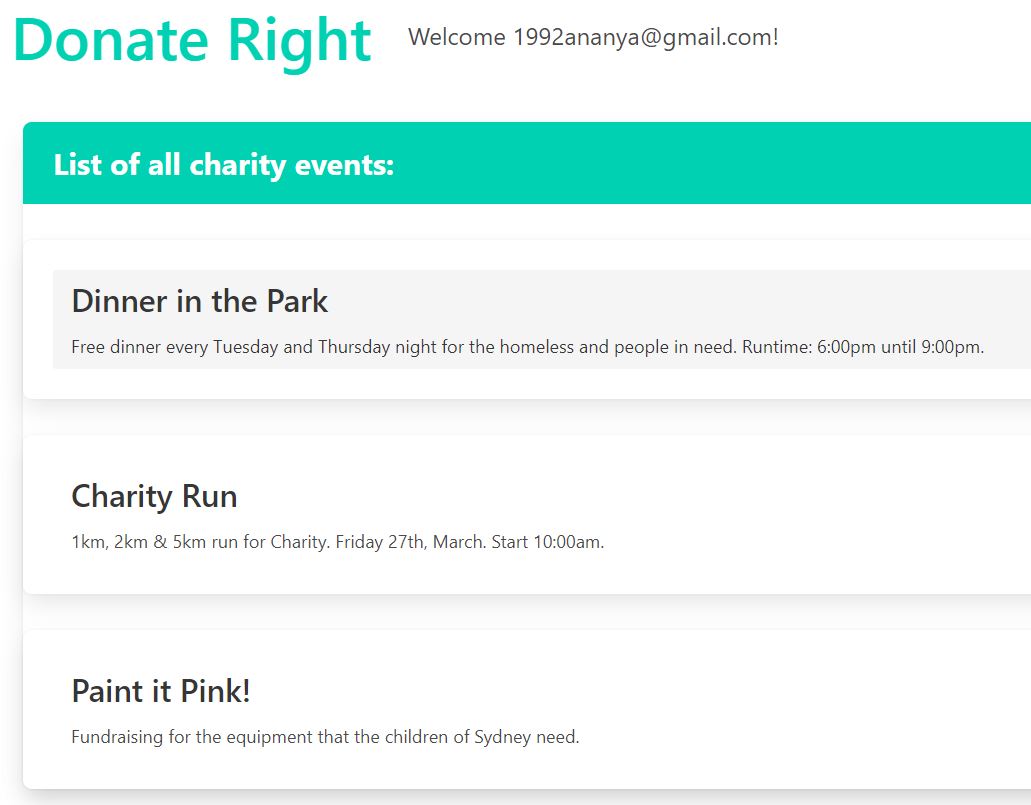 Donate Right
Welcome 1992ananya@gmail.com!
List of all charity events:
Dinner in the Park
Free dinner every Tuesday and Thursday night for the homeless and people in need. Runtime: 6:00pm until 9:00pm.
Charity Run
1km, 2km & 5km run for Charity. Friday 27th, March. Start 10:00am.
Paint it Pink!
Fundraising for the equipment that the children of Sydney need.